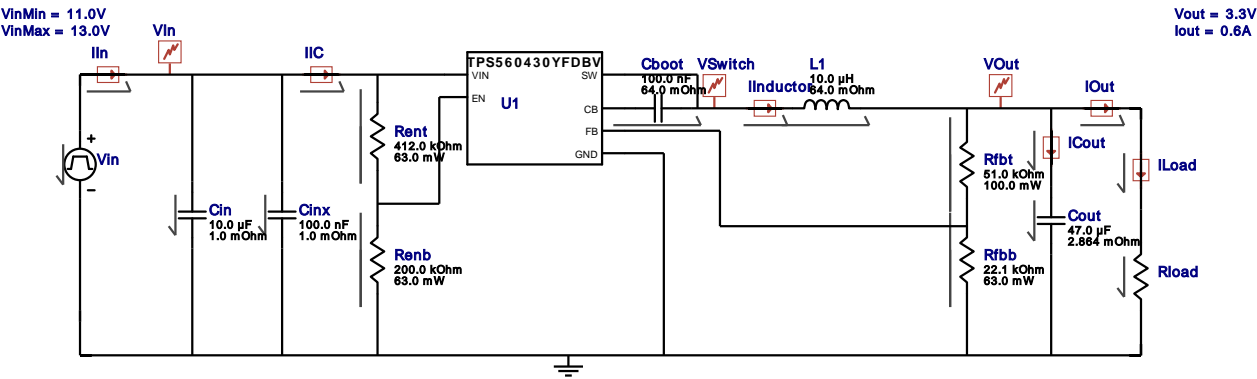 VinMin = 11.0V
VinMax = 13.0V
Vout = 3.3V
Iout = 0.6A
VIn
IIn
IIC
TPS560430YFDBV
VIN
EN
U1
SW
CB
FB
GND
Cboot
100.0 nF
64.0 mOhm
VSwitch
IInductor
L1
10.0 µH
64.0 mOhm
VOut
IOut
ICout
ILoad
Rent
412.0 kOhm
63.0 mW
+
Vin
−
Cin
10.0 µF
1.0 mOhm
Cinx
100.0 nF
1.0 mOhm
Renb
200.0 kOhm
63.0 mW
Rfbt
51.0 kOhm
100.0 mW
Rfbb
22.1 kOhm
63.0 mW
Cout
47.0 µF
2.864 mOhm
Rload